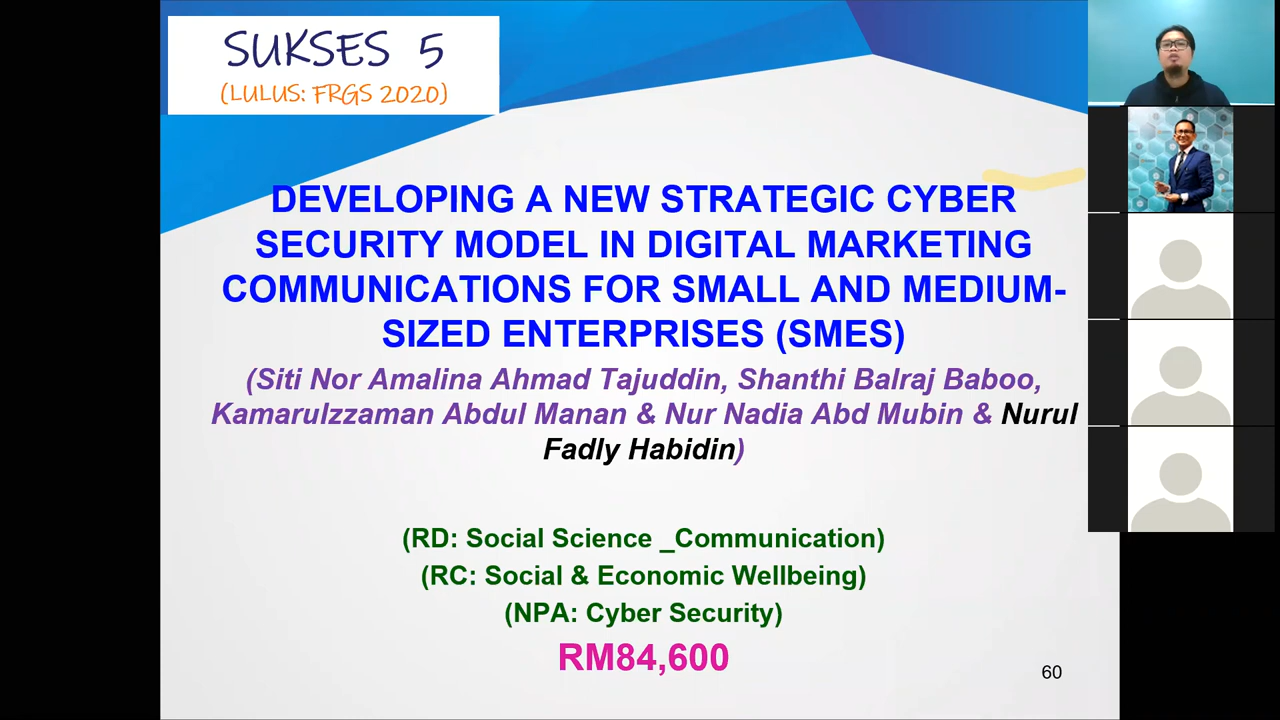 SUKSES 5
(LULUS: FRGS 2020)
DEVELOPING A NEW STRATEGIC CYBER
SECURITY MODEL IN DIGITAL MARKETING
COMMUNICATIONS FOR SMALL AND MEDIUM-
SIZED ENTERPRISES (SMES)
(Siti Nor Amalina Ahmad Tajuddin, Shanthi Balraj Baboo,
Kamarulzzaman Abdul Manan & Nur Nadia Abd Mubin & Nurul
Fadly Habidin)
(RD: Social Science _Communication)
(RC: Social & Economic Wellbeing)
(NPA: Cyber Security)
RM84,600
60